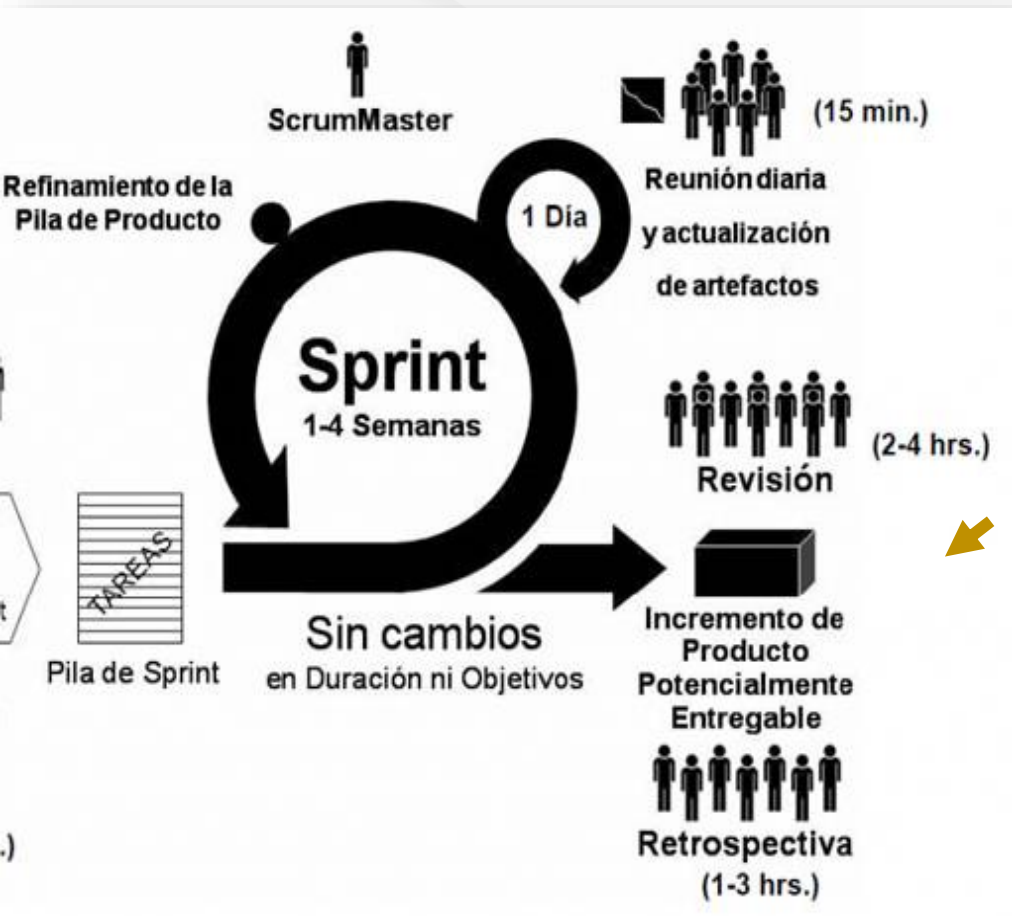 ScrumMaster
(15 min.)
Reunión diaria
y actualización
de artefactos
Refinamiento de la
Pila de Producto
1 Día
Sprint
1-4 Semanas
(2-4 hrs.)
Revisión
TAREAS
Pila de Sprint
Sin cambios
en Duración ni Objetivos
Incremento de
Producto
Potencialmente
Entregable
Retrospectiva
(1-3 hrs.)